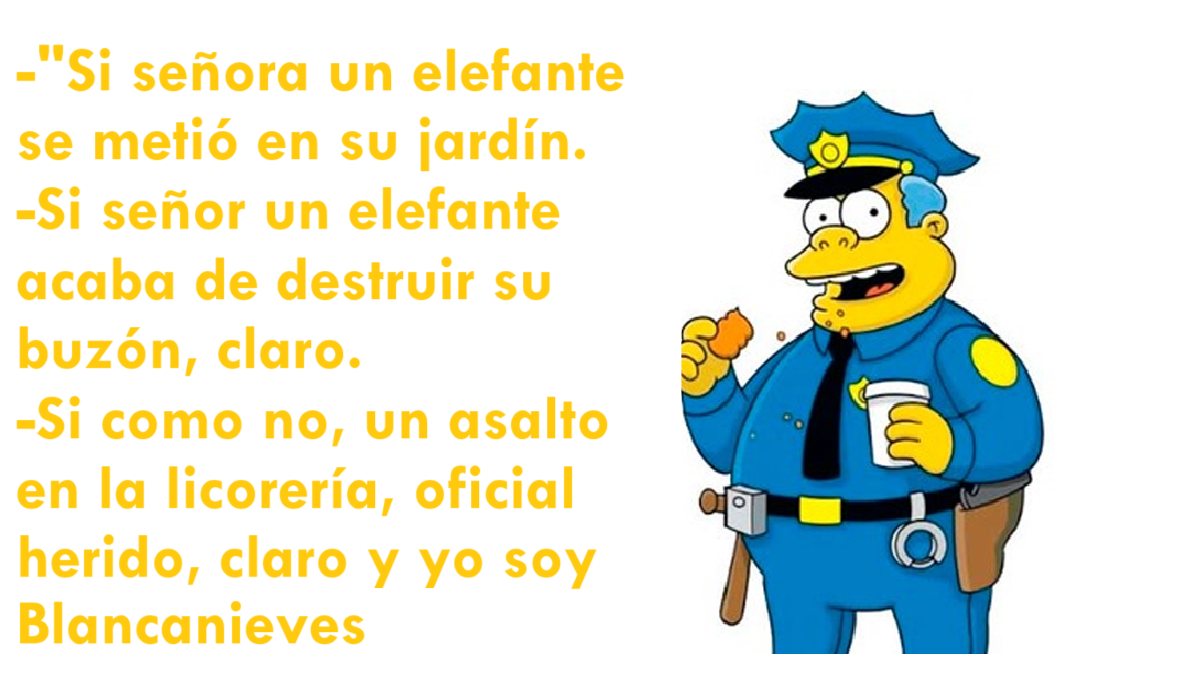 -"Si señora un elefante
se metió en su jardín.
-Si señor un elefante
acaba de destruir su
buzón, claro.
-Si como no, un asalto
en la licorería, oficial
herido, claro y yo soy
Blancanieves